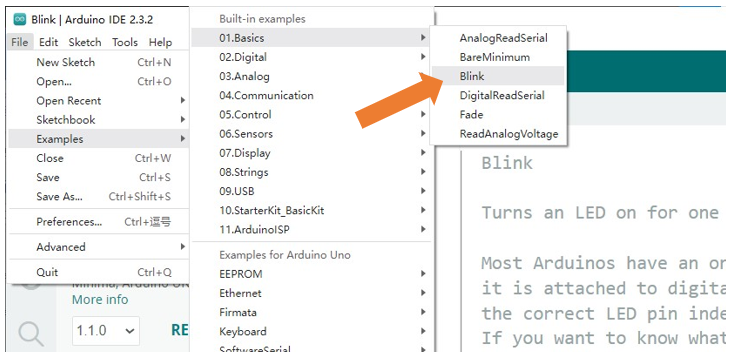 Blink | Arduino IDE 2.3.2
File Edit Sketch Tools Help
New Sketch Ctrl+N
Open... Ctrl+O
Open Recent
Sketchbook
Examples
Close Ctrl+W
Save Ctrl+S
Save As... Ctrl+Shift+S
Preferences... Ctrl+逗号
Advanced
Quit Ctrl+Q
More info
1.1.0
RE
Built-in examples
01.Basics
02.Digital
03.Analog
04.Communication
05.Control
06.Sensors
07.Display
08.Strings
09.USB
10.StarterKit_BasicKit
11.ArduinoISP
Examples for Arduino Uno
EEPROM
Ethernet
Firmata
Keyboard
SoftwareSerial
AnalogReadSerial
BareMinimum
Blink
DigitalReadSerial
Fade
ReadAnalogVoltage
Blink
Turns an LED on for one
Most Arduinos have an on
it is attached to digita
the correct LED pin inde
If you want to know what